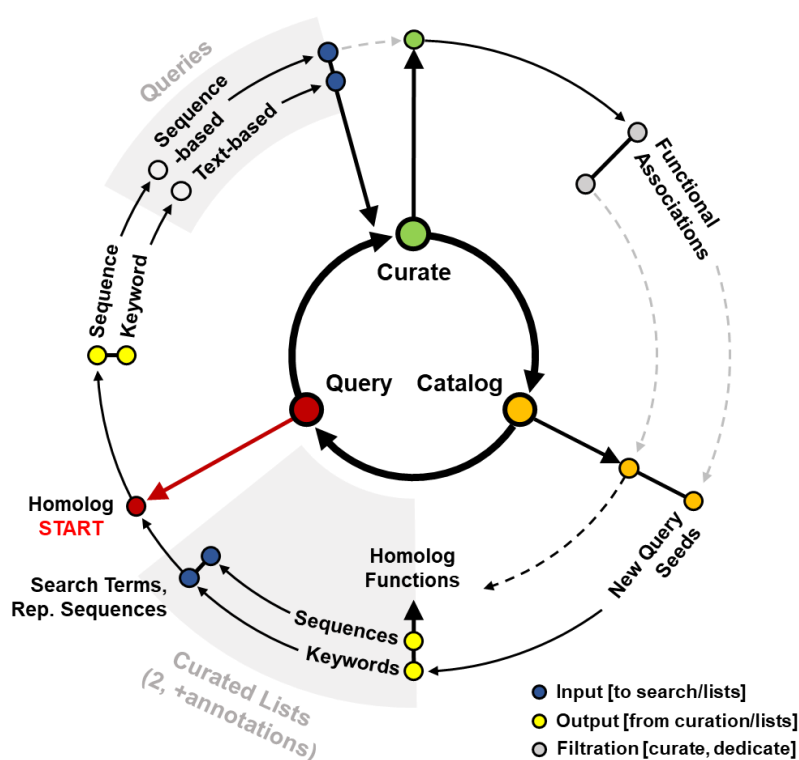 Queries
Sequence
-based
Text-based
Functional
Associations
Sequence
Keyword
Curate
Query
Catalog
Homolog
START
New Query
Seeds
Homolog
Functions
Search Terms,
Rep. Sequences
Sequences
Keywords
Curated Lists
(2, +annotations)
Input [to search/lists]
Output [from curation/lists]
Filtration [curate, dedicate]